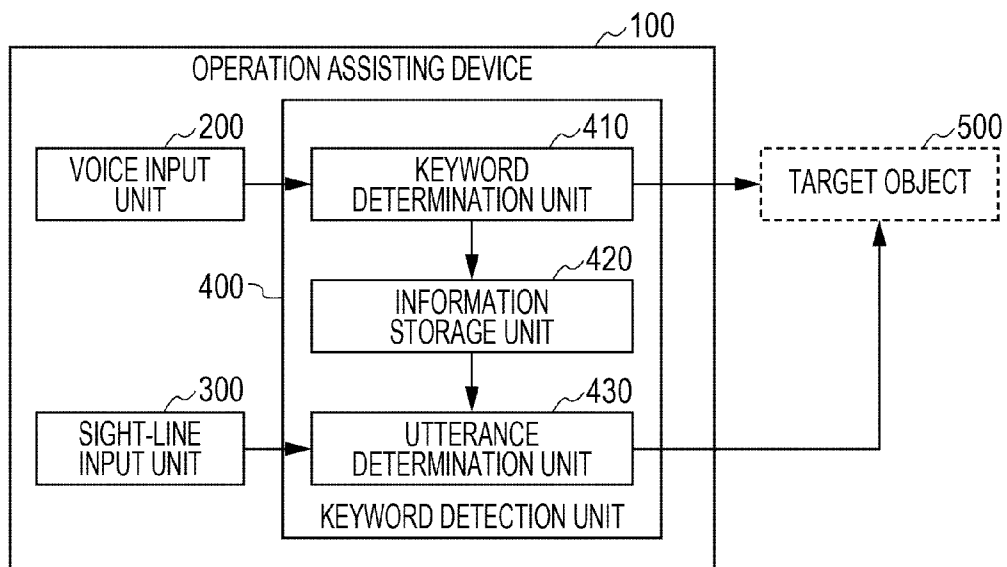 100
OPERATION ASSISTING DEVICE
200
VOICE INPUT
UNIT
410
KEYWORD
DETERMINATION UNIT
500
TARGET OBJECT
420
400
INFORMATION
STORAGE UNIT
300
SIGHT-LINE
INPUT UNIT
430
UTTERANCE
DETERMINATION UNIT
KEYWORD DETECTION UNIT